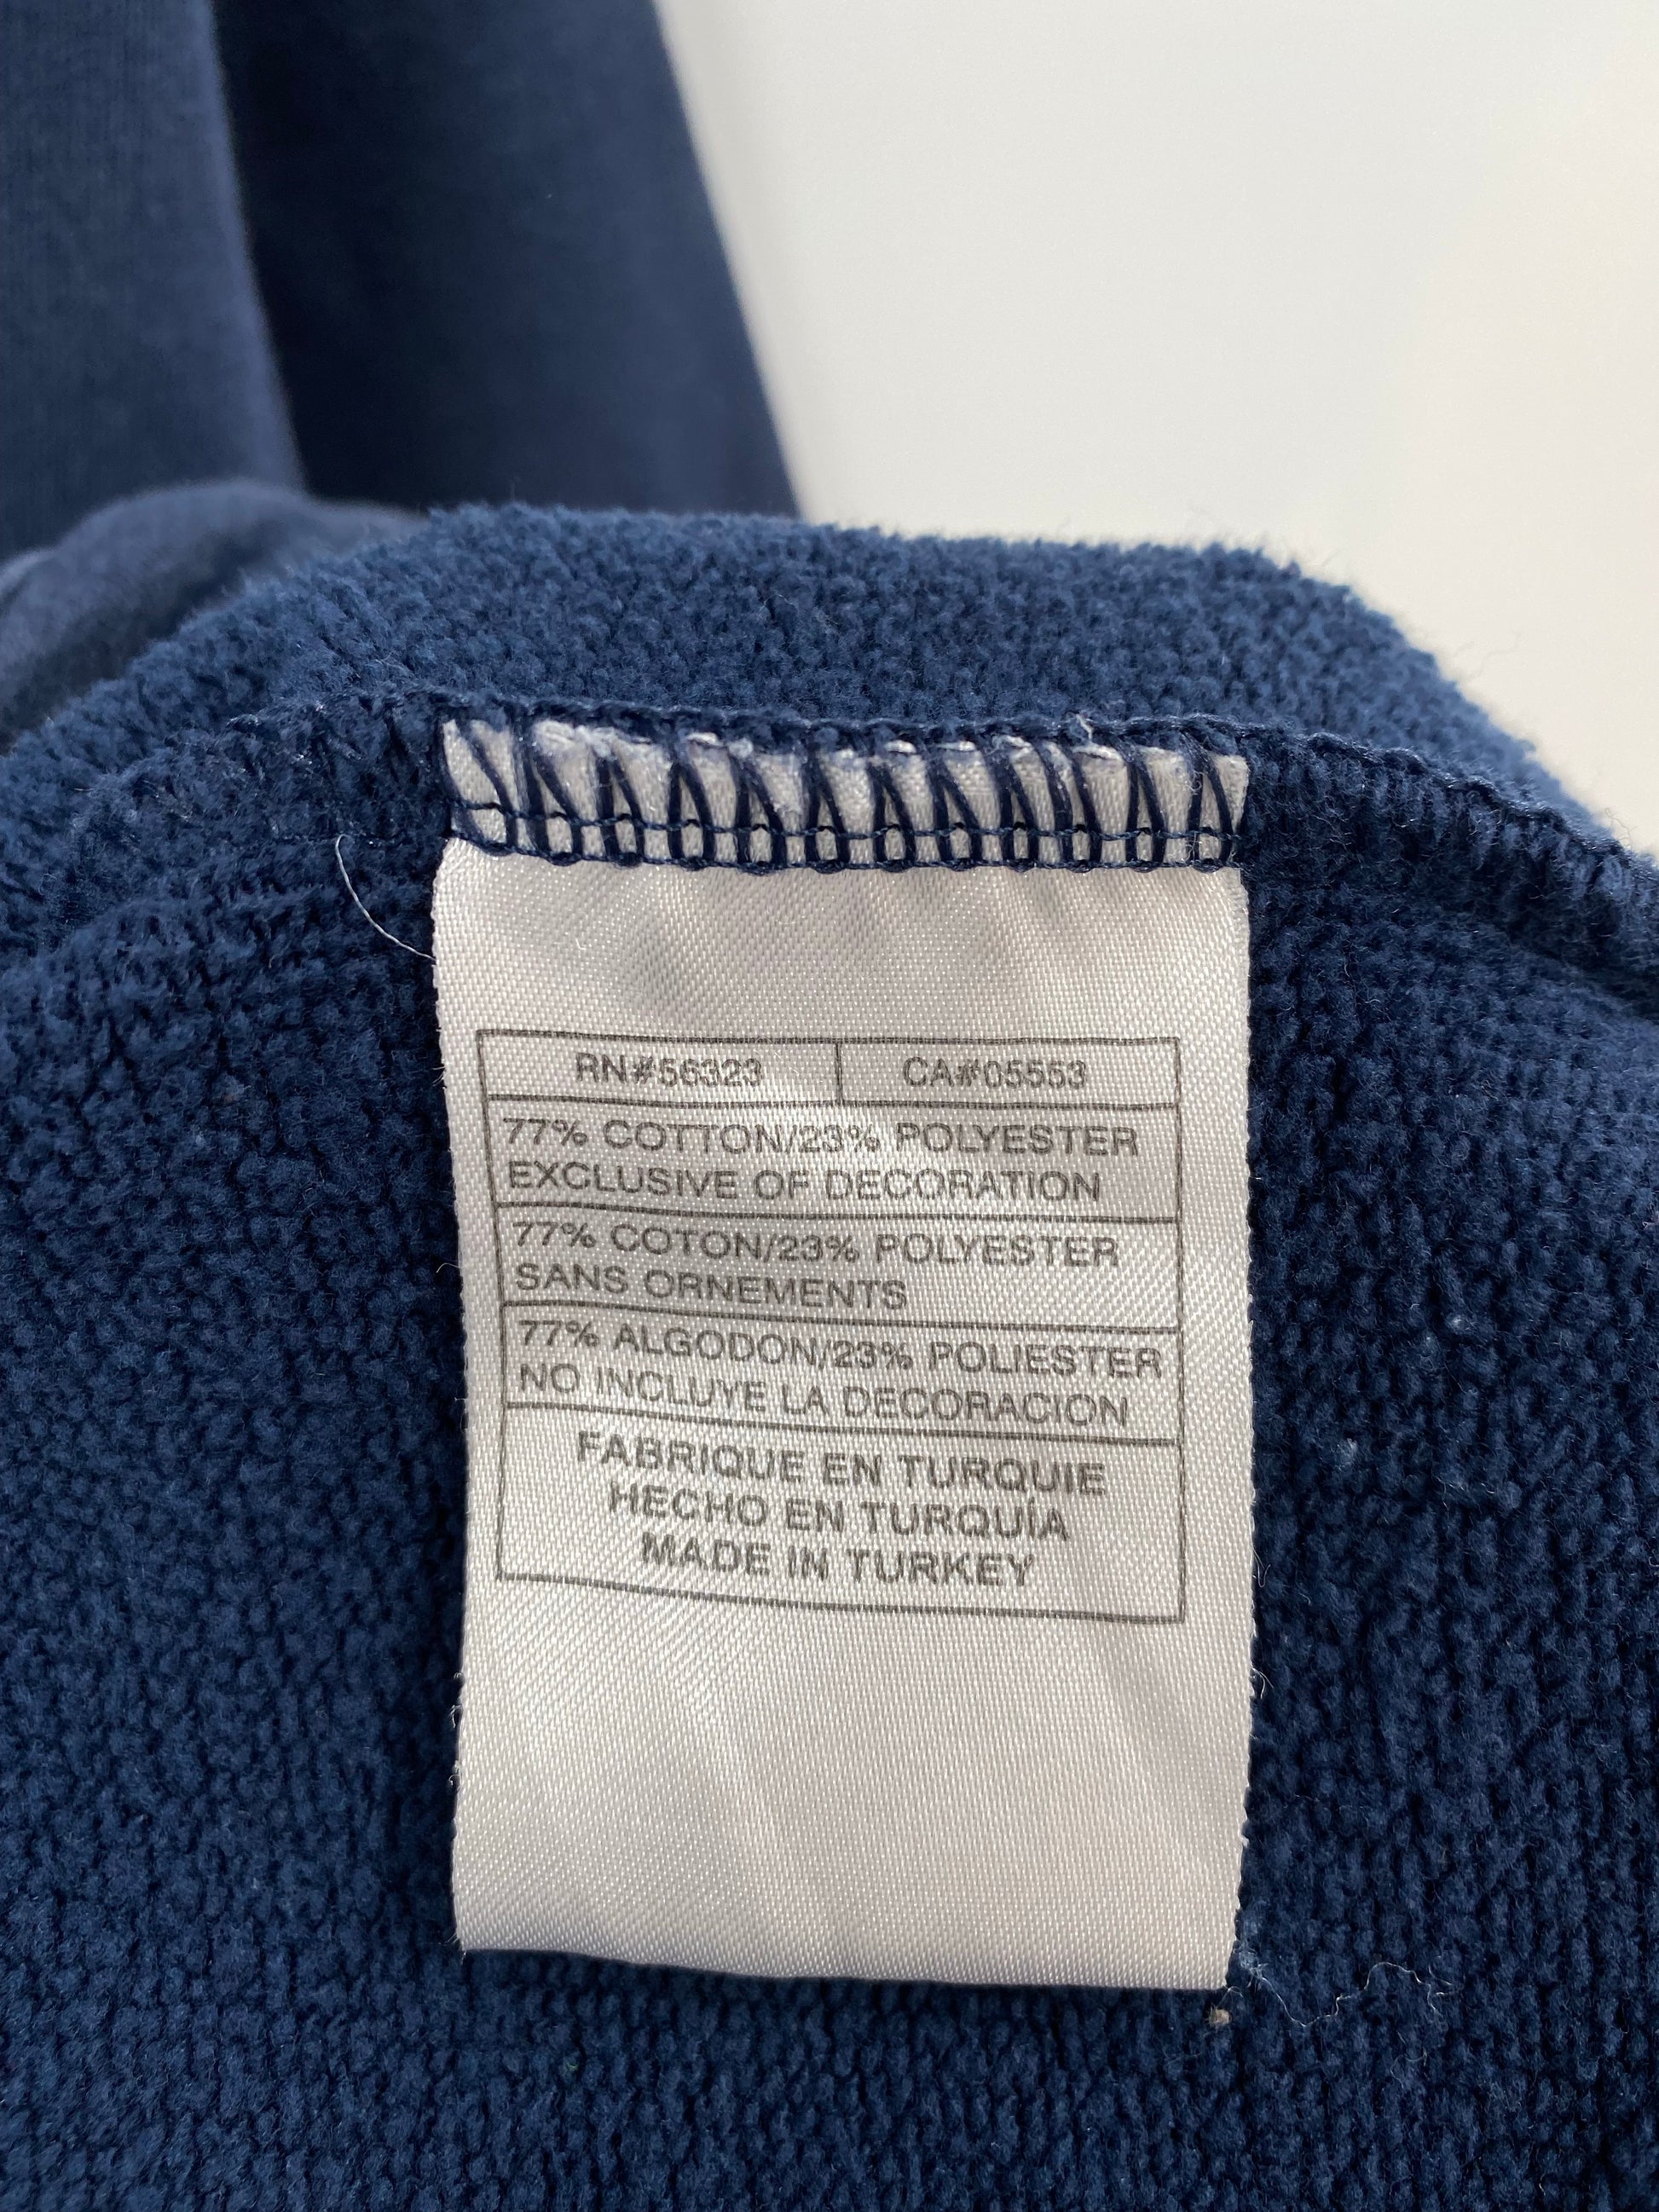 RN#56323 CA#05553
77% COTTON/23% POLYESTER
EXCLUSIVE OF DECORATION
77% COTON/23% POLYESTER
SANS ORNEMENTS
77% ALGODON/23% POLIESTER
NO INCLUYE LA DECORACION
FABRIQUE EN TURQUIE
HECHO EN TURQUÍA
MADE IN TURKEY